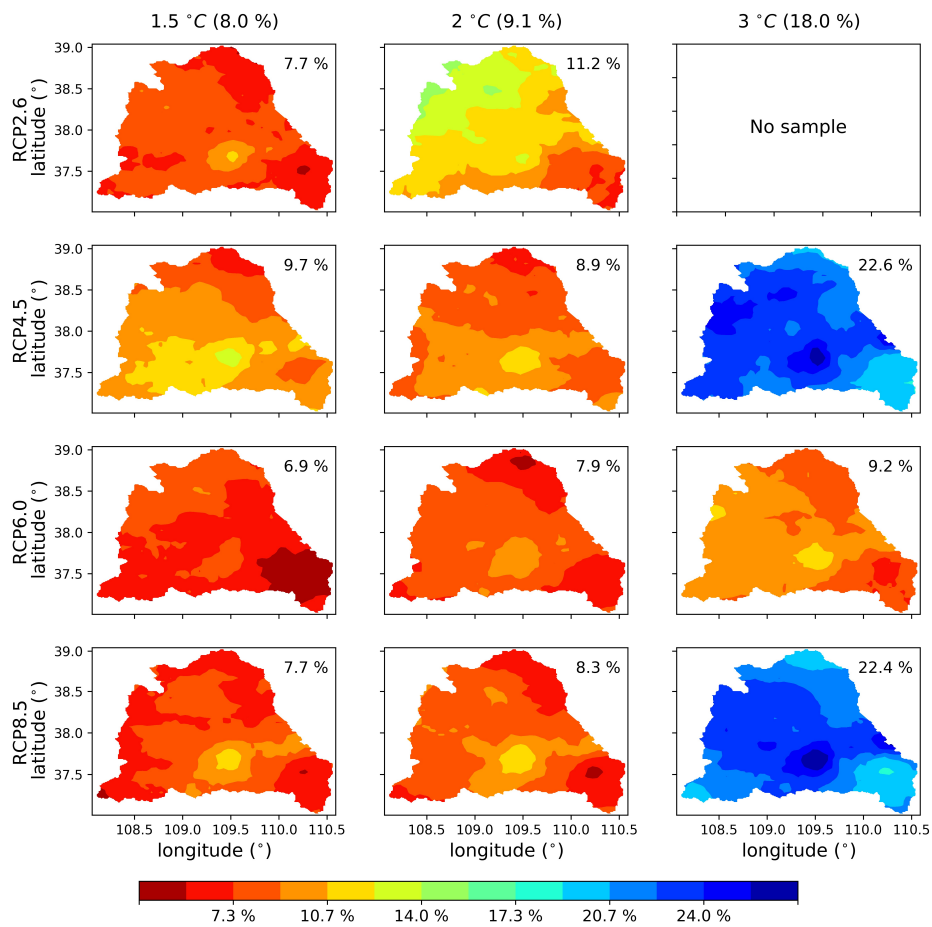 1.5 °C (8.0 %) 2 °C (9.1 %) 3 °C (18.0 %)
RCP2.6
latitude (°)
39.0
38.5
38.0
37.5
7.7 % 11.2 %
No sample
RCP4.5
latitude (°)
39.0
38.5
38.0
37.5
9.7 % 8.9 % 22.6 %
RCP6.0
latitude (°)
39.0
38.5
38.0
37.5
6.9 % 7.9 % 9.2 %
RCP8.5
latitude (°)
39.0
38.5
38.0
37.5
7.7 % 8.3 % 22.4 %
108.5 109.0 109.5 110.0 110.5 108.5 109.0 109.5 110.0 110.5 108.5 109.0 109.5 110.0 110.5
longitude (°) longitude (°) longitude (°)
7.3 % 10.7 % 14.0 % 17.3 % 20.7 % 24.0 %